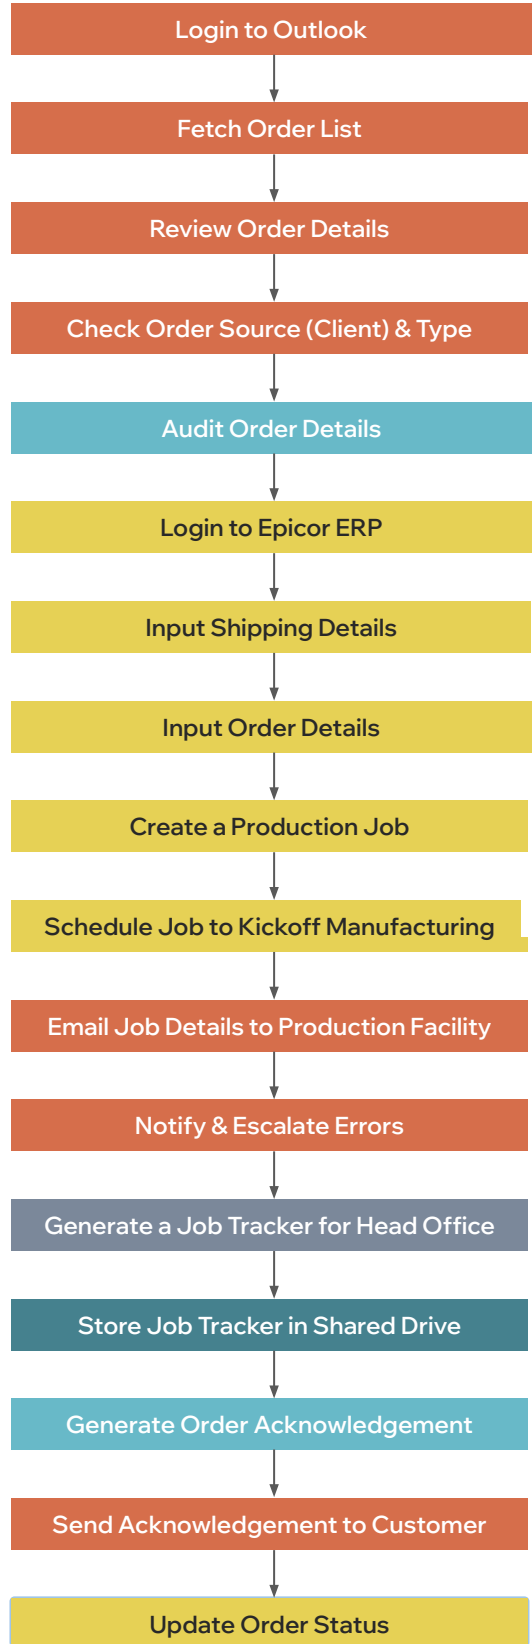 Login to Outlook
Fetch Order List
Review Order Details
Check Order Source (Client) & Type
Audit Order Details
Login to Epicor ERP
Input Shipping Details
Input Order Details
Create a Production Job
Schedule Job to Kickoff Manufacturing
Email Job Details to Production Facility
Notify & Escalate Errors
Generate a Job Tracker for Head Office
Store Job Tracker in Shared Drive
Generate Order Acknowledgement
Send Acknowledgement to Customer
Update Order Status